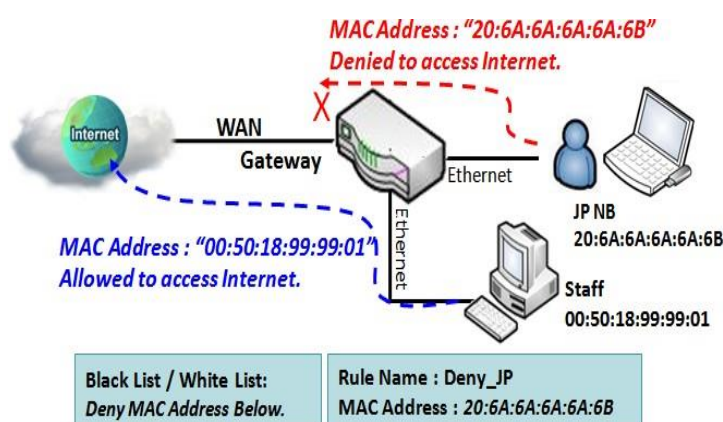 MAC Address : “20:6A:6A:6A:6A:6B”
Denied to access Internet.
Internet
WAN
Gateway
Ethernet
JP NB
20:6A:6A:6A:6A:6B
MAC Address : “00:50:18:99:99:01”
Allowed to access Internet.
Ethernet
Staff
00:50:18:99:99:01
Black List / White List:
Deny MAC Address Below.
Rule Name : Deny_JP
MAC Address : 20:6A:6A:6A:6A:6B